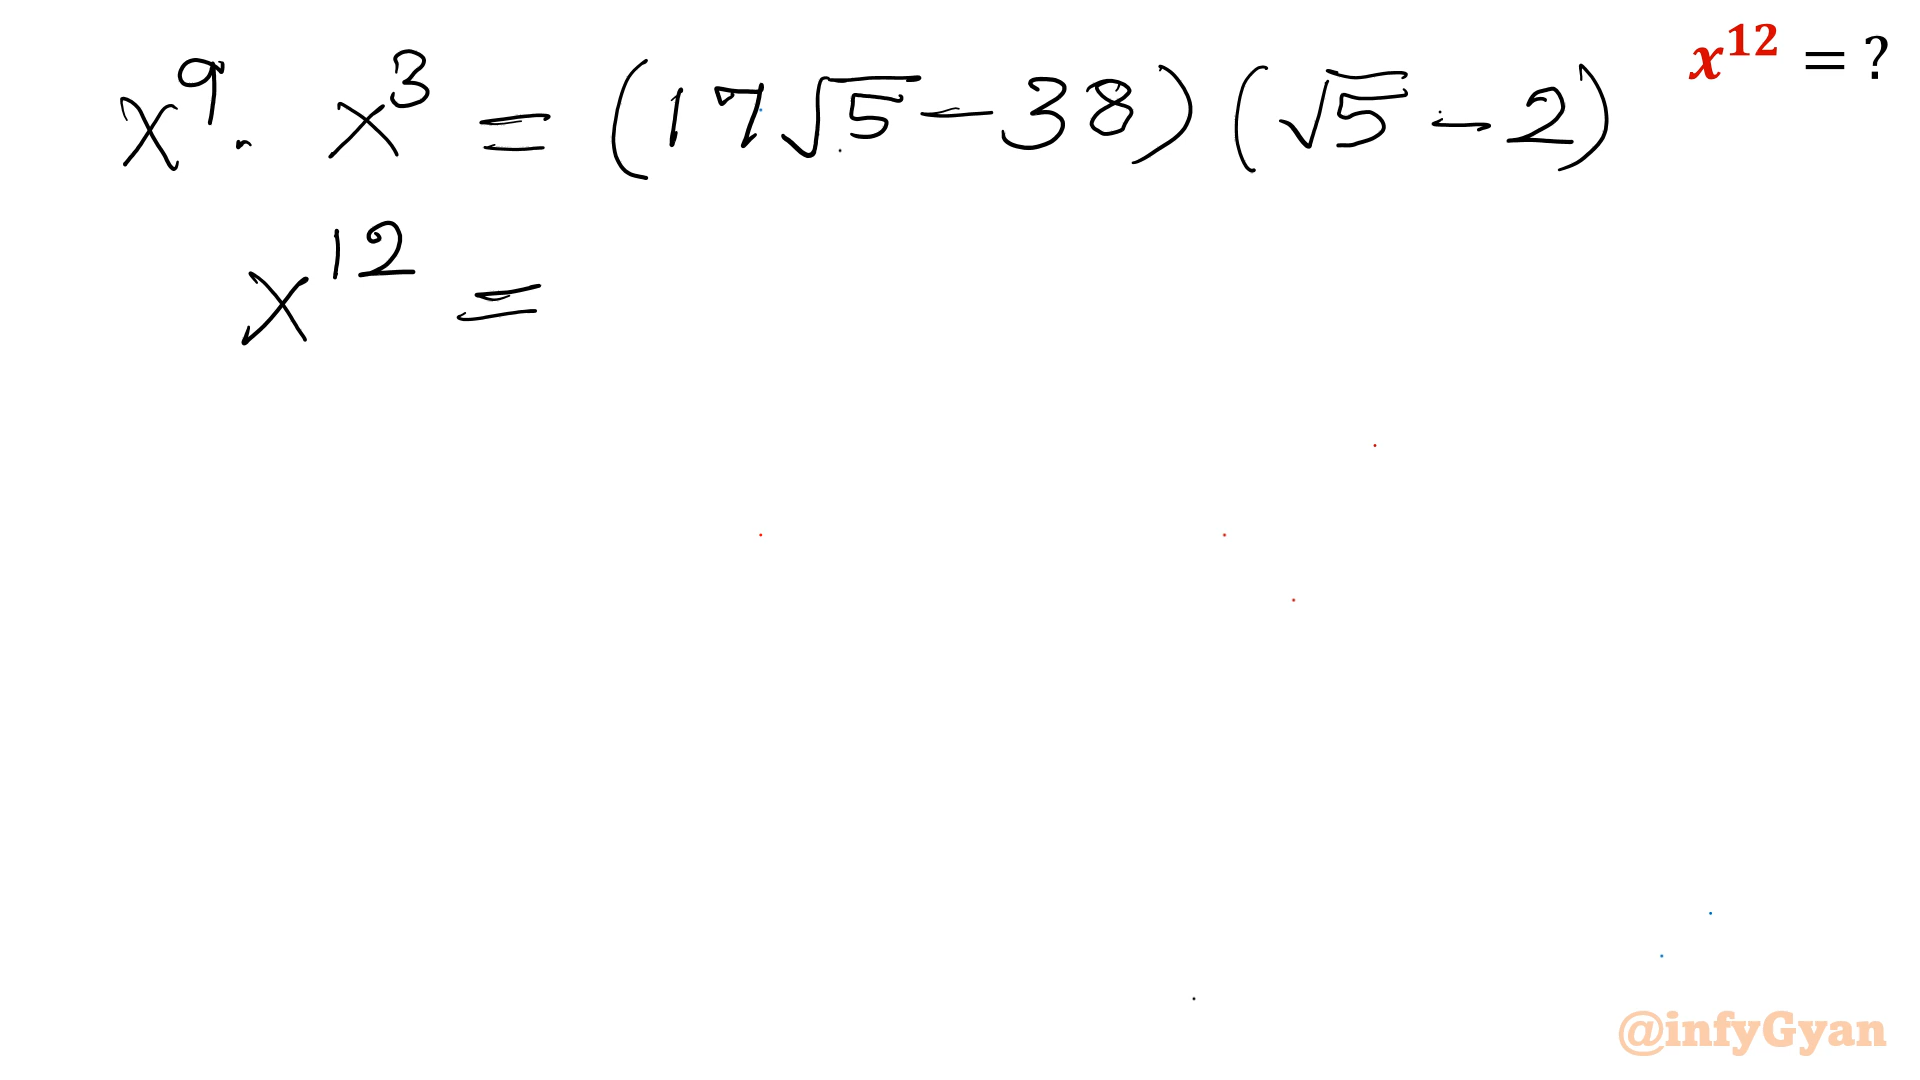 x⁹ · x³ = (17√5 − 38) (√5 − 2)
x¹² = ?
x¹² =
@infyGyan